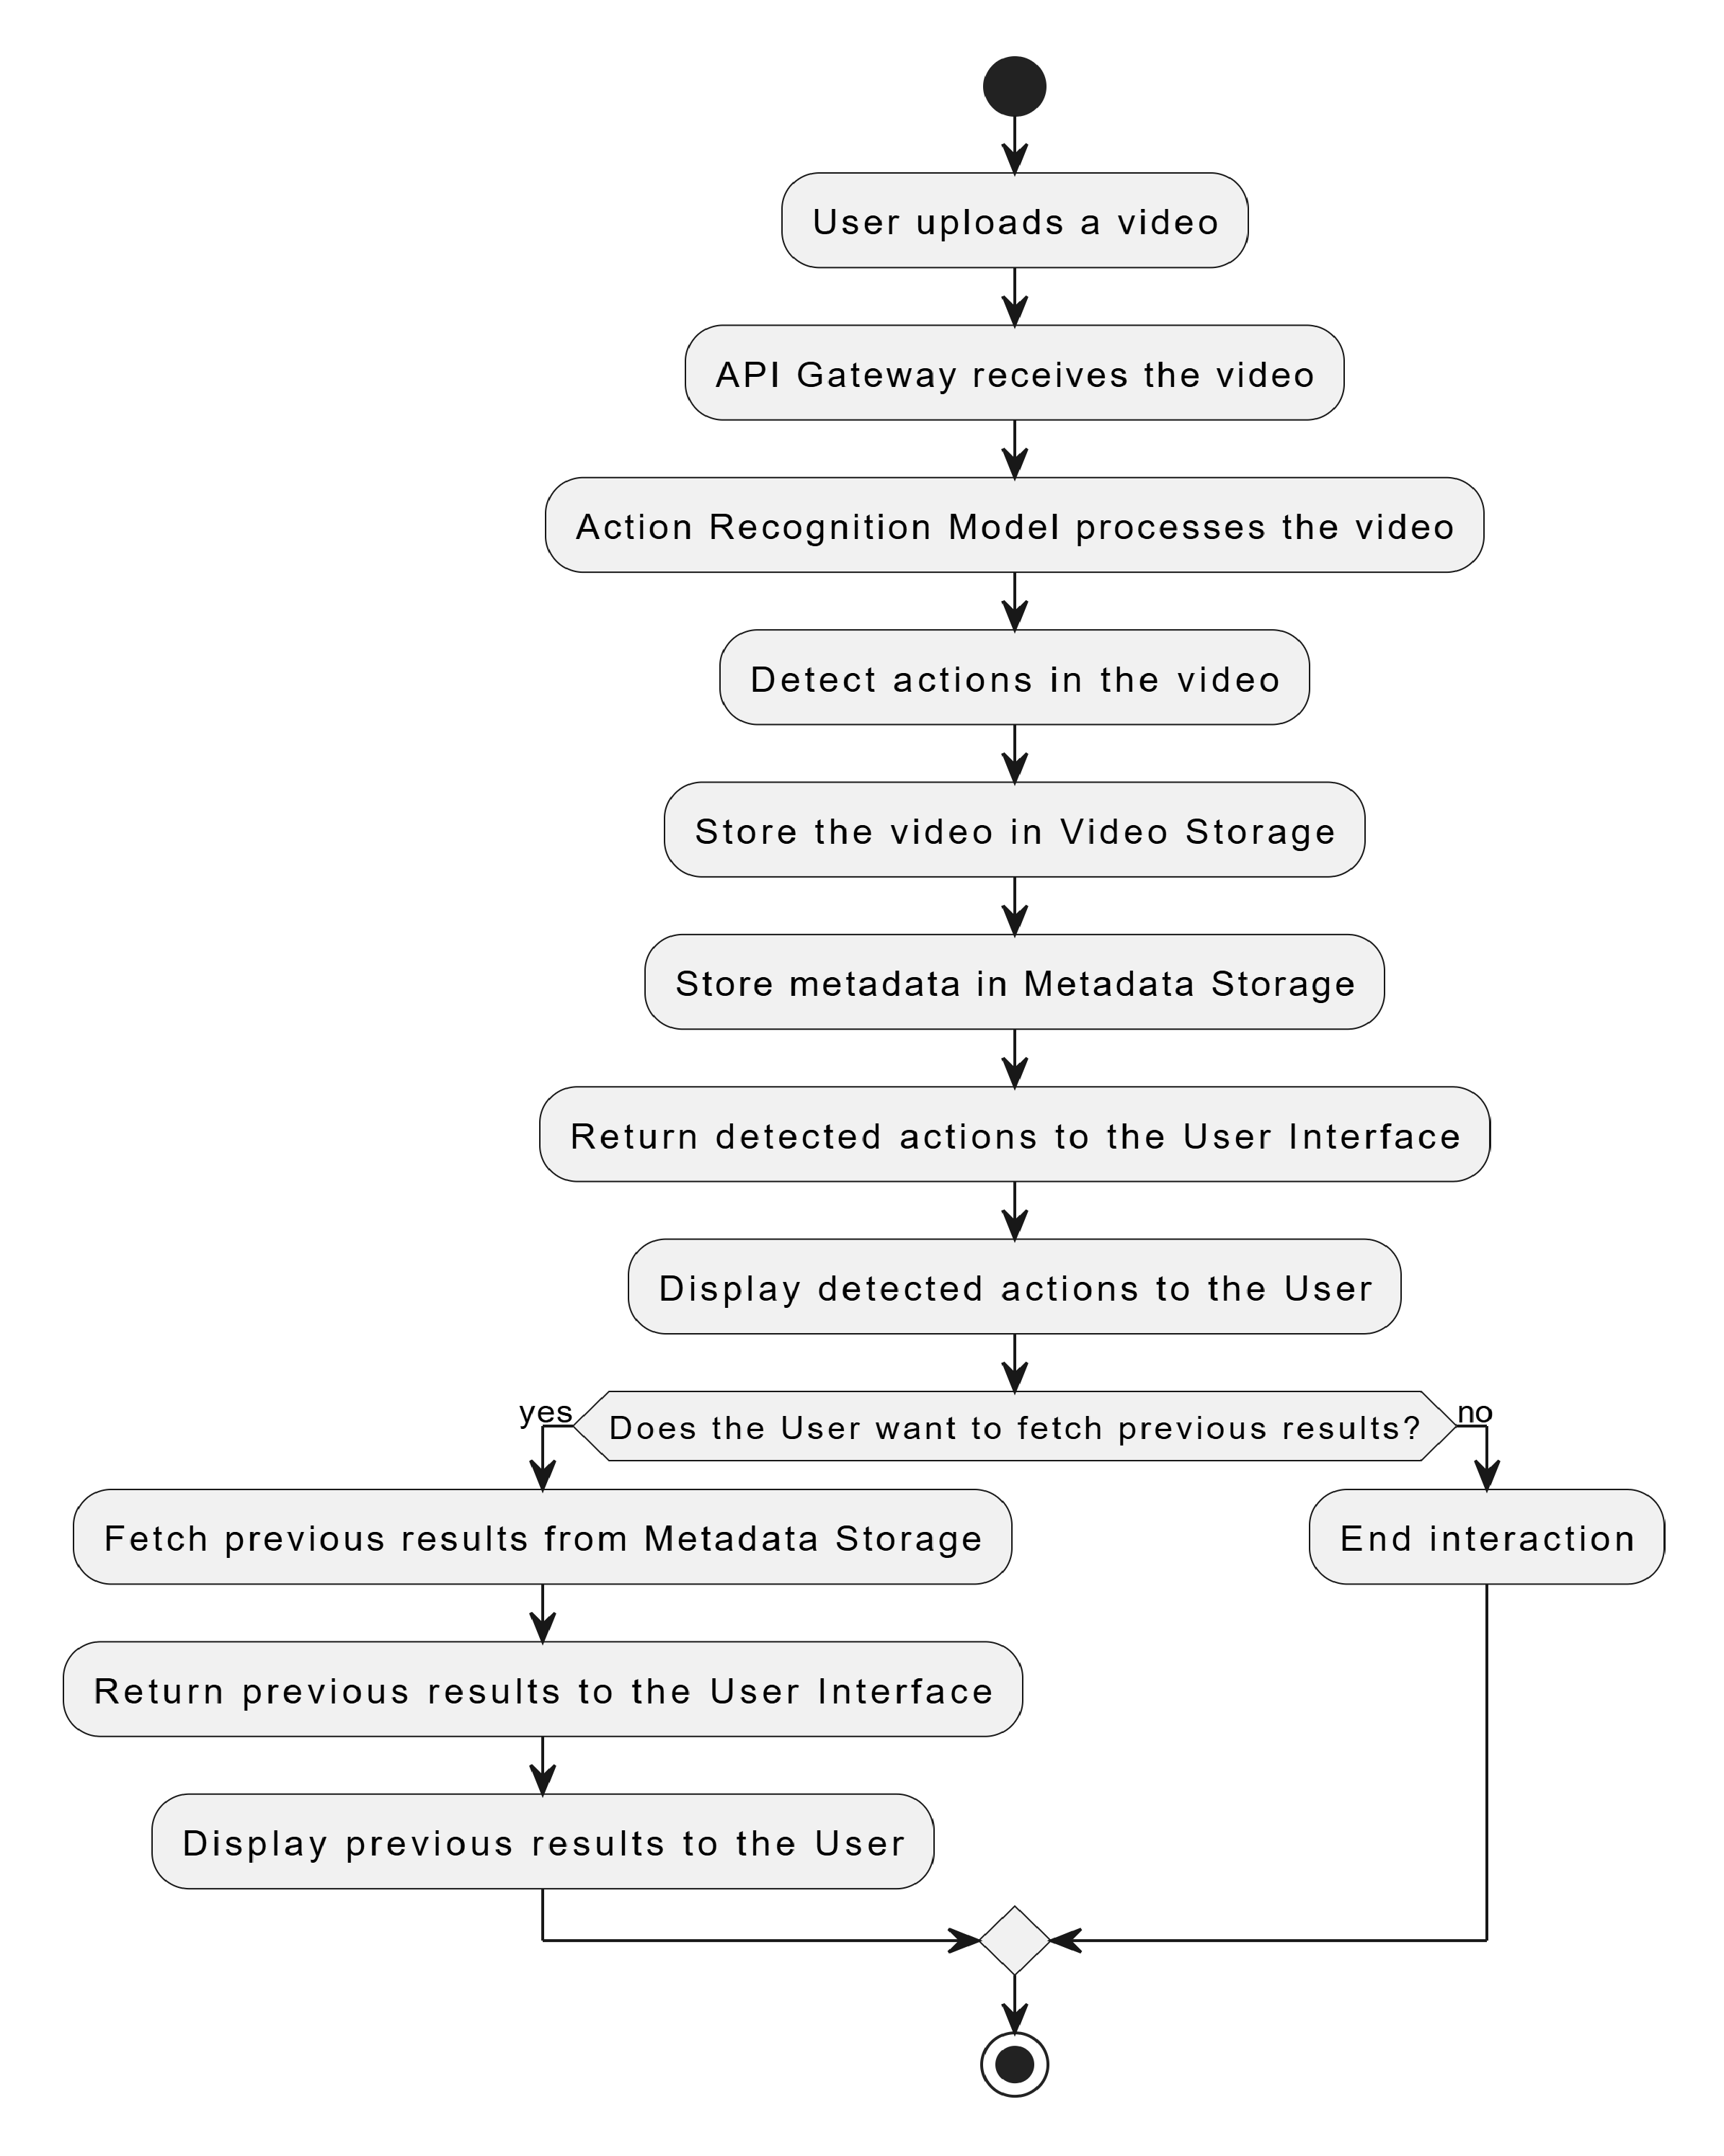 User uploads a video
API Gateway receives the video
Action Recognition Model processes the video
Detect actions in the video
Store the video in Video Storage
Store metadata in Metadata Storage
Return detected actions to the User Interface
Display detected actions to the User
yes
Does the User want to fetch previous results?
no
Fetch previous results from Metadata Storage
End interaction
Return previous results to the User Interface
Display previous results to the User